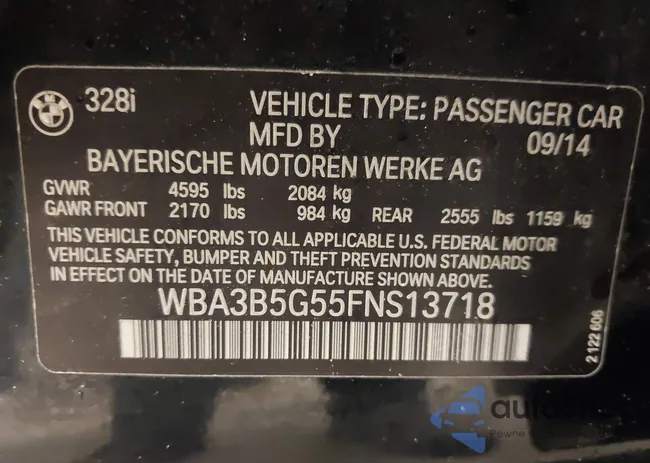 328i
VEHICLE TYPE: PASSENGER CAR
MFD BY 09/14
BAYERISCHE MOTOREN WERKE AG
GVWR 4595 lbs 2084 kg
GAWR FRONT 2170 lbs 984 kg REAR 2555 lbs 1159 kg
THIS VEHICLE CONFORMS TO ALL APPLICABLE U.S. FEDERAL MOTOR
VEHICLE SAFETY, BUMPER AND THEFT PREVENTION STANDARDS
IN EFFECT ON THE DATE OF MANUFACTURE SHOWN ABOVE.
WBA3B5G55FNS13718
2 122 606